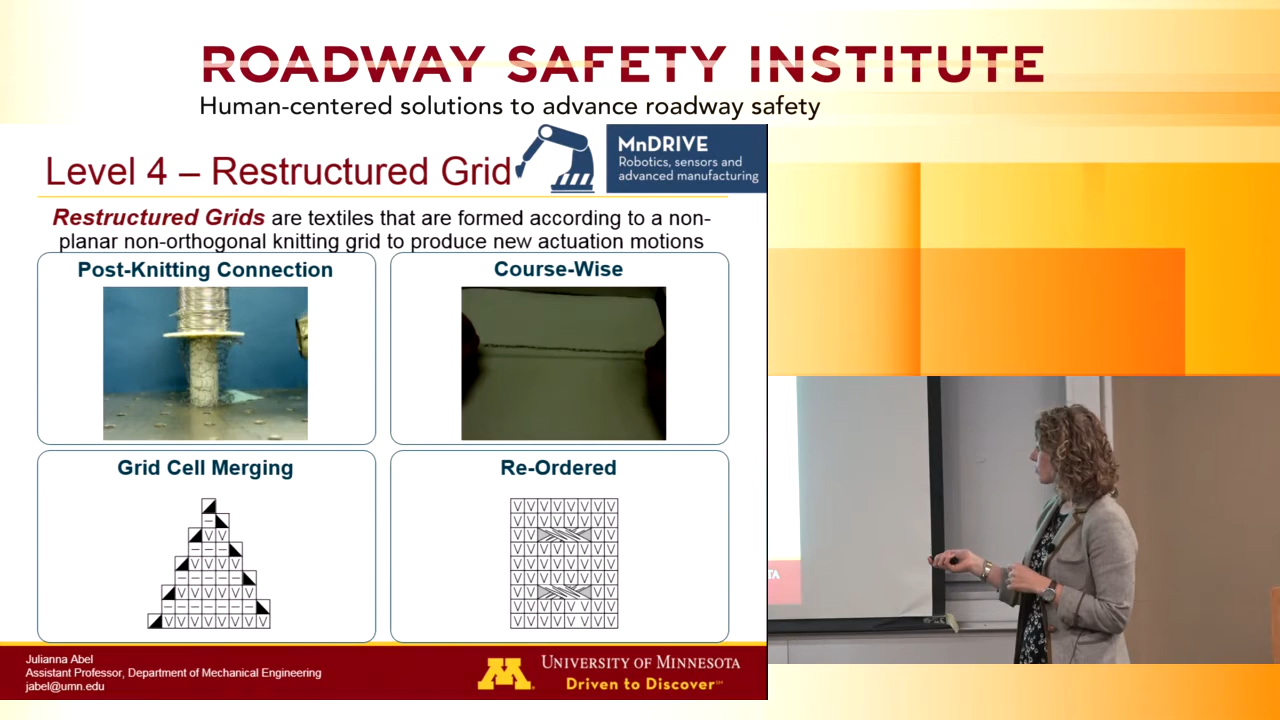 ROADWAY SAFETY INSTITUTE
Human-centered solutions to advance roadway safety
Level 4 – Restructured Grid
MnDRIVE
Robotics, sensors and
advanced manufacturing
Restructured Grids are textiles that are formed according to a non-
planar non-orthogonal knitting grid to produce new actuation motions
Post-Knitting Connection
Course-Wise
Grid Cell Merging
Re-Ordered
Julianna Abel
Assistant Professor, Department of Mechanical Engineering
jabel@umn.edu
UNIVERSITY OF MINNESOTA
Driven to Discover℠
TA